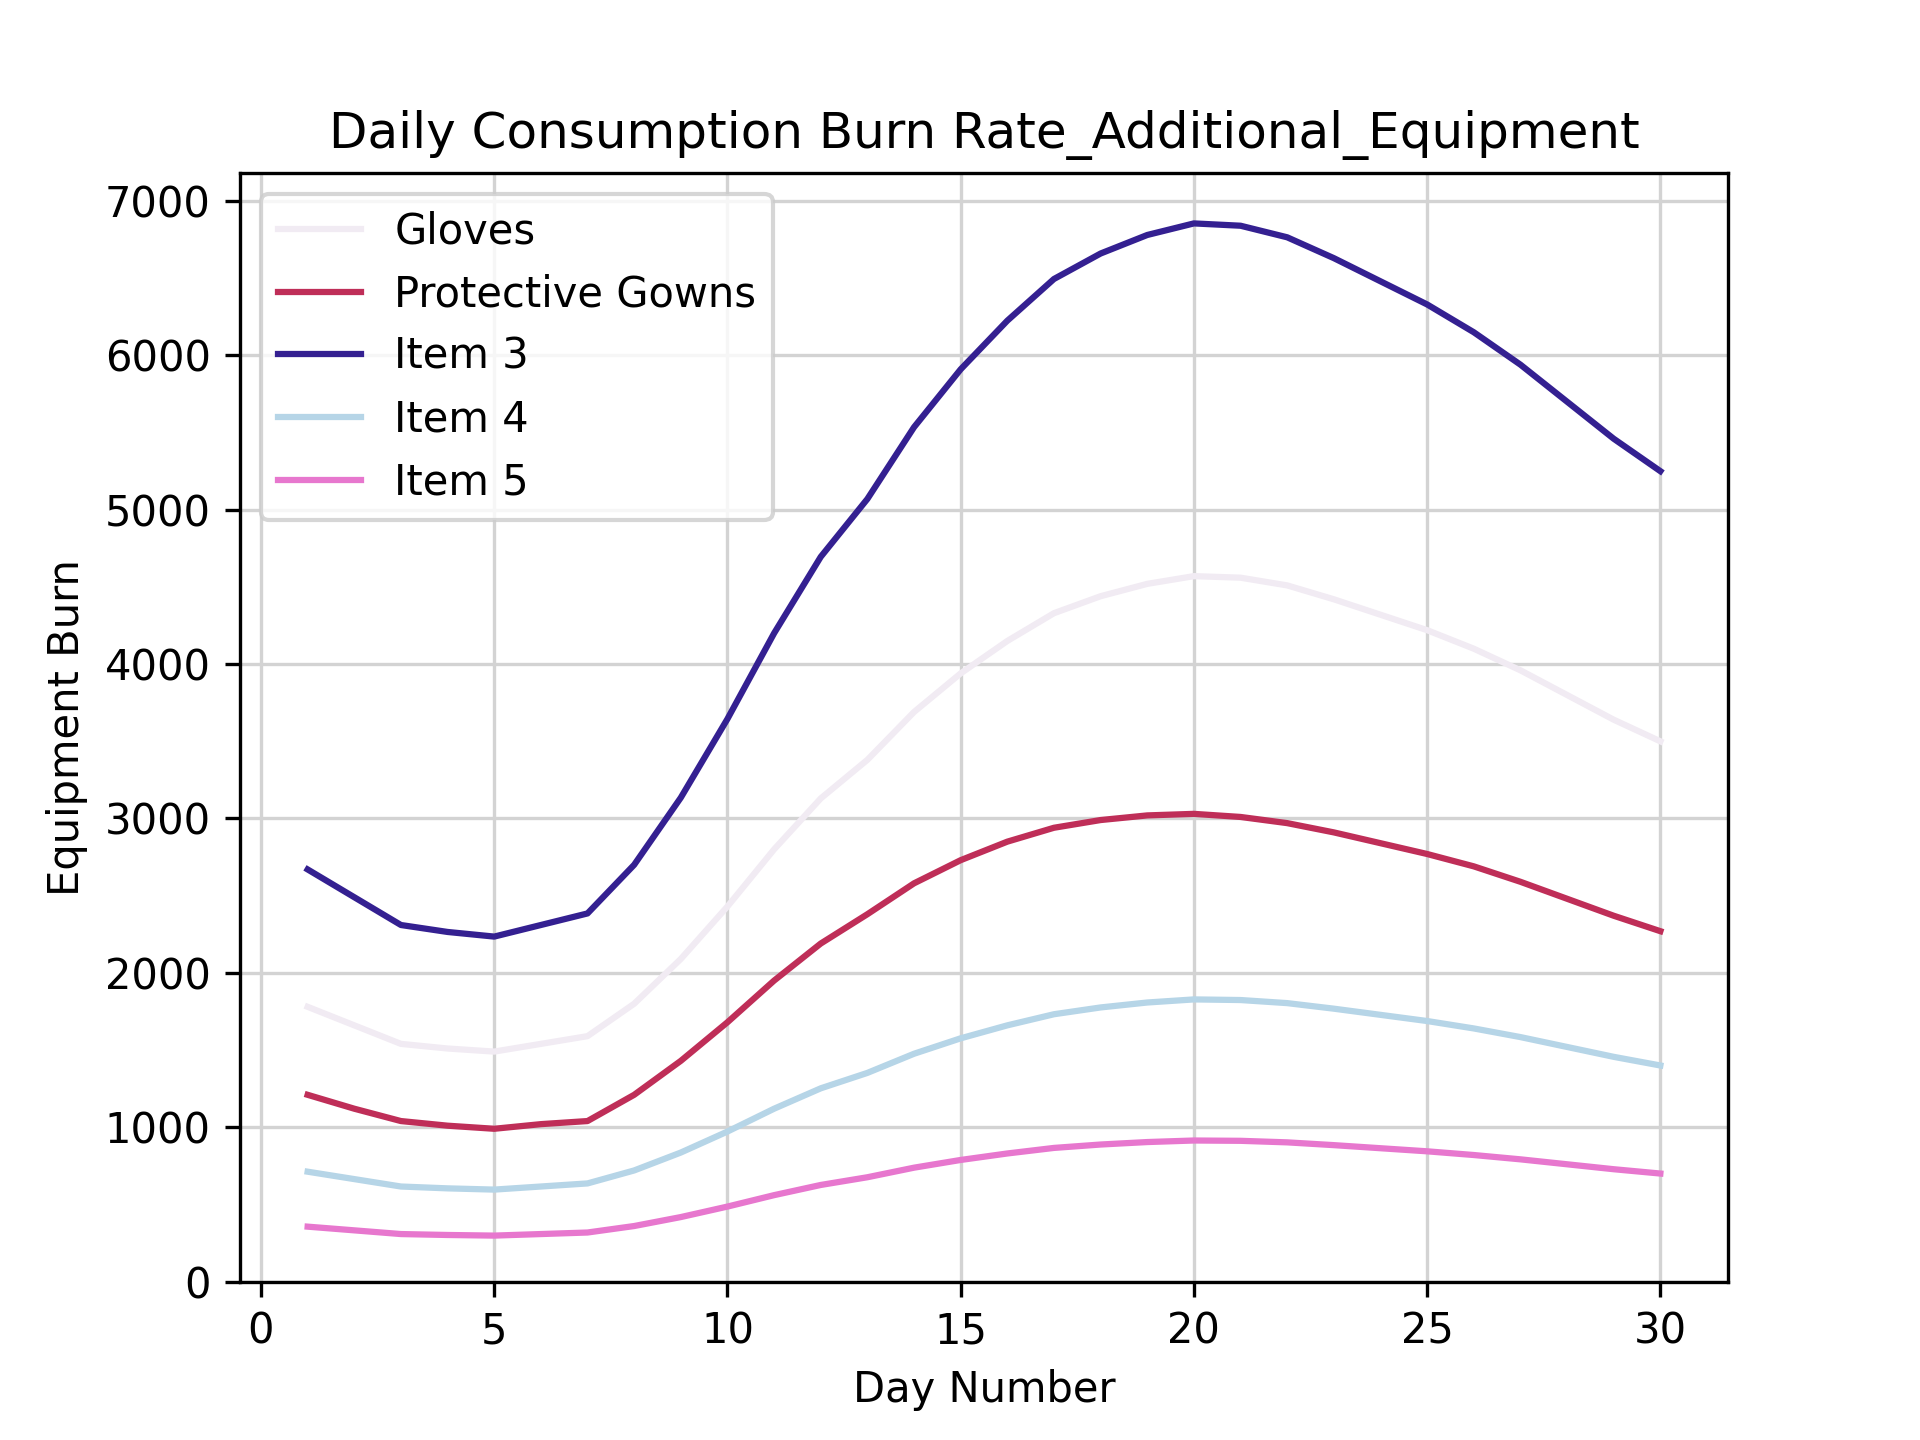 Daily Consumption Burn Rate_Additional_Equipment
7000
6000
5000
4000
3000
2000
1000
0
Equipment Burn
Gloves
Protective Gowns
Item 3
Item 4
Item 5
0 5 10 15 20 25 30
Day Number